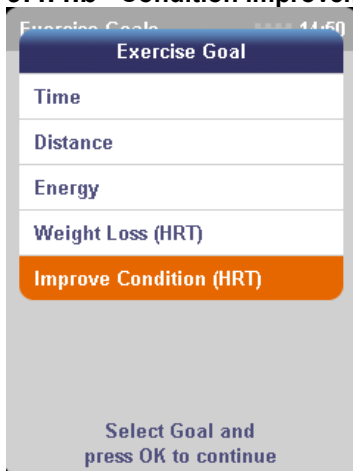 Exercise Goals 14:50
Exercise Goal
Time
Distance
Energy
Weight Loss (HRT)
Improve Condition (HRT)
Select Goal and
press OK to continue